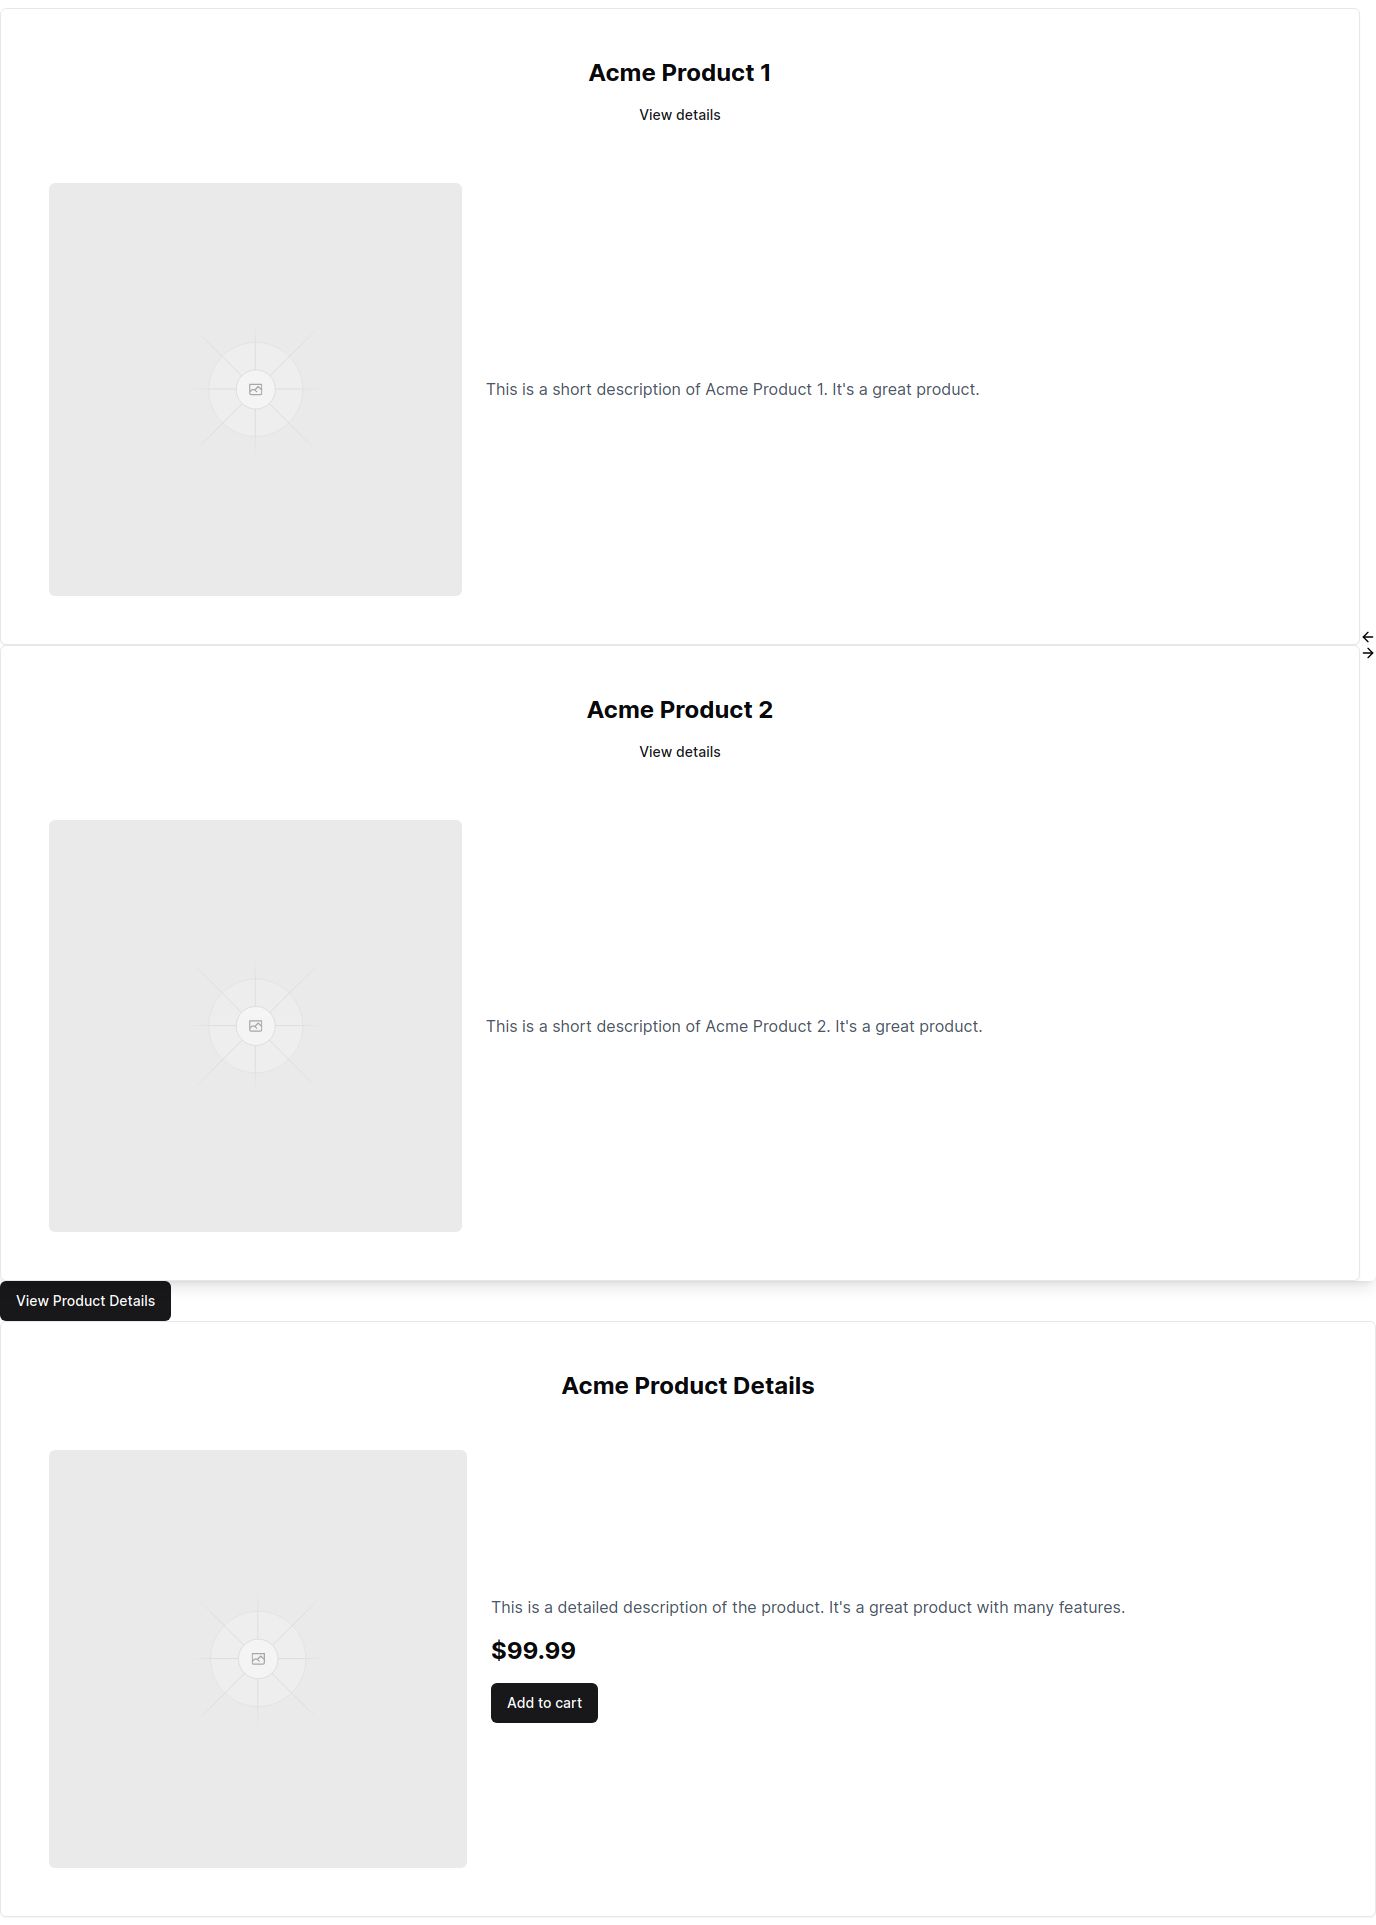 Acme Product 1
View details
This is a short description of Acme Product 1. It's a great product.
Acme Product 2
View details
This is a short description of Acme Product 2. It's a great product.
View Product Details
Acme Product Details
This is a detailed description of the product. It's a great product with many features.
$99.99
Add to cart